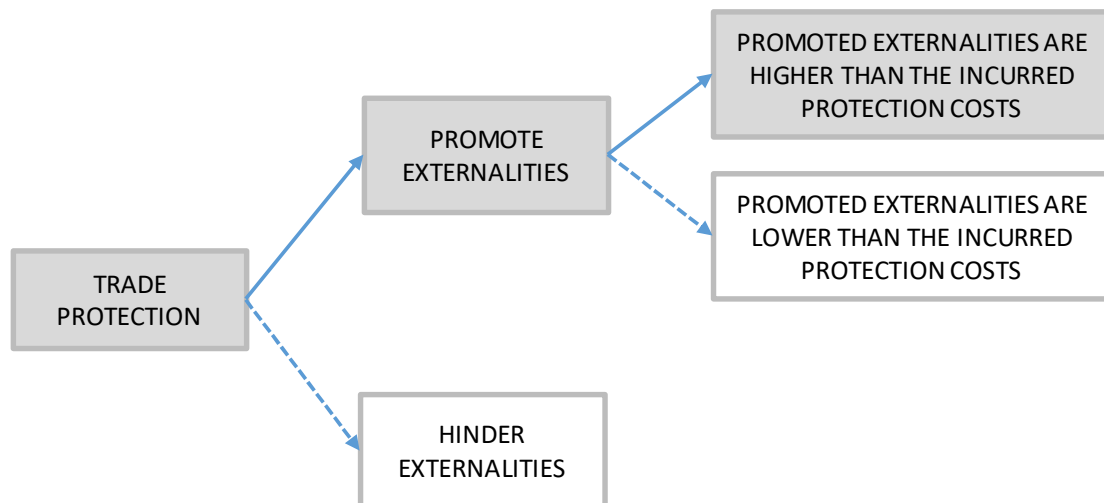 PROMOTED EXTERNALITIES ARE
HIGHER THAN THE INCURRED
PROTECTION COSTS
PROMOTE
EXTERNALITIES
PROMOTED EXTERNALITIES ARE
LOWER THAN THE INCURRED
PROTECTION COSTS
TRADE
PROTECTION
HINDER
EXTERNALITIES